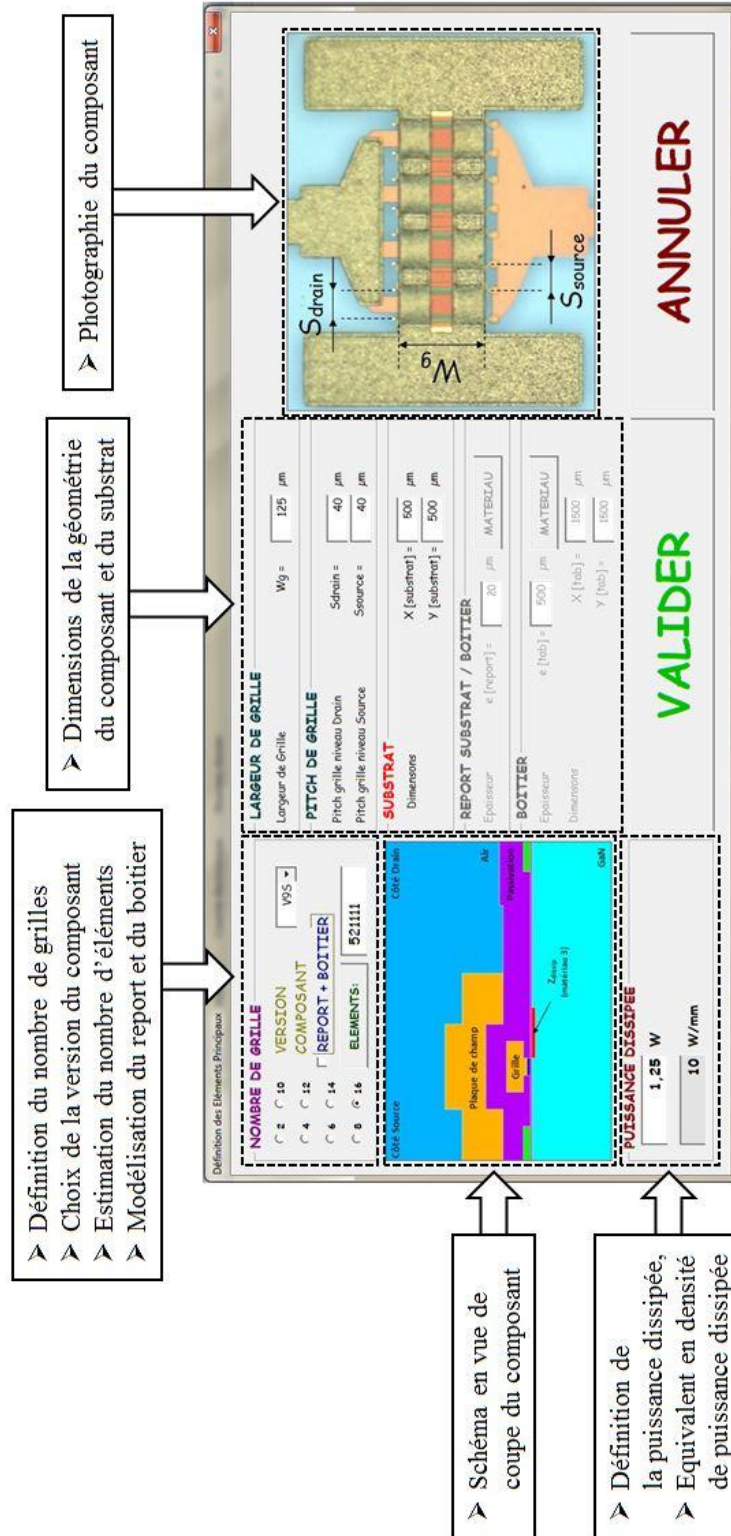 ➤ Définition du nombre de grilles
➤ Choix de la version du composant
➤ Estimation du nombre d'éléments
➤ Modélisation du report et du boitier
➤ Dimensions de la géométrie
du composant et du substrat
➤ Photographie du composant
Définition des Eléments Principaux
x
NOMBRE DE GRILLE
2 10
4 12
6 14
8 16
VERSION
COMPOSANT
V9S
REPORT + BOITIER
ELEMENTS:
521111
LARGEUR DE GRILLE
Largeur de Grille Wg = 125 µm
PITCH DE GRILLE
Pitch grille niveau Drain Sdrain = 40 µm
Pitch grille niveau Source Ssource = 40 µm
SUBSTRAT
Dimensons X [substrat] = 500 µm
Y [substrat] = 500 µm
REPORT SUBSTRAT / BOITIER
Epaisseur e [report] = 20 µm MATERIAU
BOITIER
Epaisseur e [tab] = 500 µm MATERIAU
Dimensons X [tab] = 1500 µm
Y [tab] = 1500 µm
Sdrain
Wg
Ssource
Côté Source
Côté Drain
Plaque de champ
Air
Grille
Passivation
Zdissip
(matériau 3)
GaN
PUISSANCE DISSIPEE
1,25 W
10 W/mm
VALIDER
ANNULER
➤ Schéma en vue de
coupe du composant
➤ Définition de
la puissance dissipée,
➤ Equivalent en densité
de puissance dissipée